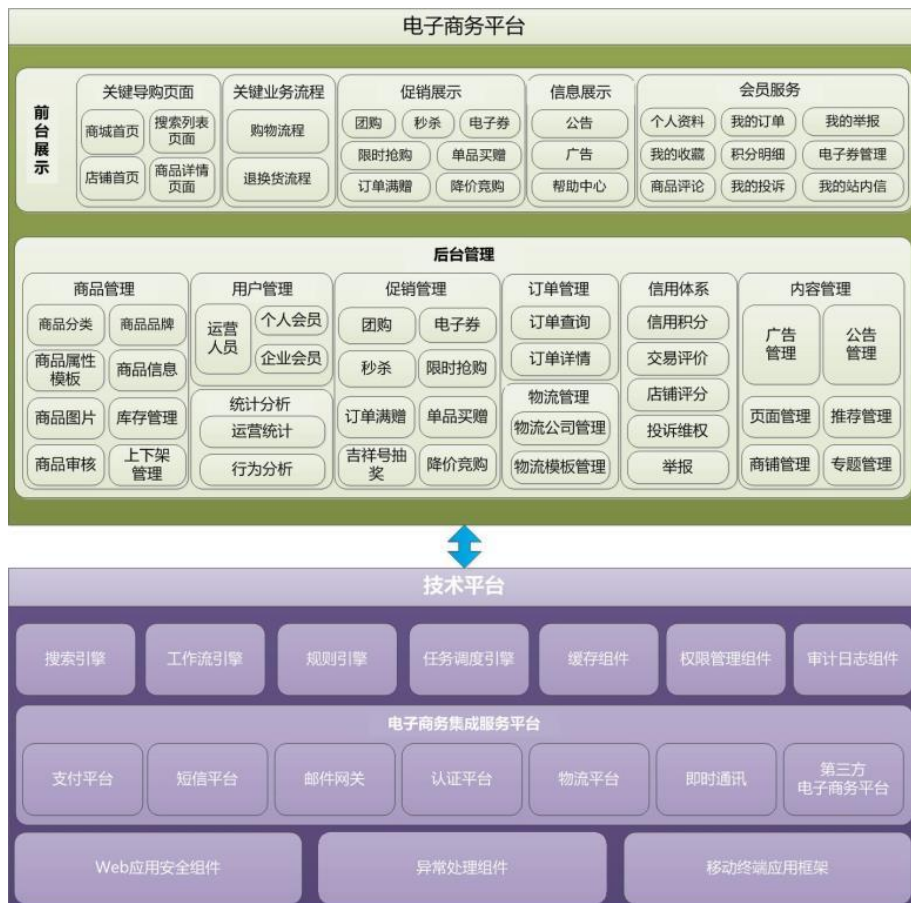 电子商务平台
前台展示
关键导购页面
商城首页
搜索列表
页面
店铺首页
商品详情
页面
关键业务流程
购物流程
退换货流程
促销展示
团购
秒杀
电子券
限时抢购
单品买赠
订单满赠
降价竞购
信息展示
公告
广告
帮助中心
会员服务
个人资料
我的订单
我的举报
我的收藏
积分明细
电子券管理
商品评论
我的投诉
我的站内信
后台管理
商品管理
商品分类
商品品牌
商品属性
模板
商品信息
商品图片
库存管理
商品审核
上下架
管理
用户管理
运营
人员
个人会员
企业会员
统计分析
运营统计
行为分析
促销管理
团购
电子券
秒杀
限时抢购
订单满赠
单品买赠
吉祥号抽
奖
降价竞购
订单管理
订单查询
订单详情
物流管理
物流公司管理
物流模板管理
信用体系
信用积分
交易评价
店铺评分
投诉维权
举报
内容管理
广告
管理
公告
管理
页面管理
推荐管理
商铺管理
专题管理
技术平台
搜索引擎
工作流引擎
规则引擎
任务调度引擎
缓存组件
权限管理组件
审计日志组件
电子商务集成服务平台
支付平台
短信平台
邮件网关
认证平台
物流平台
即时通讯
第三方
电子商务平台
Web应用安全组件
异常处理组件
移动终端应用框架